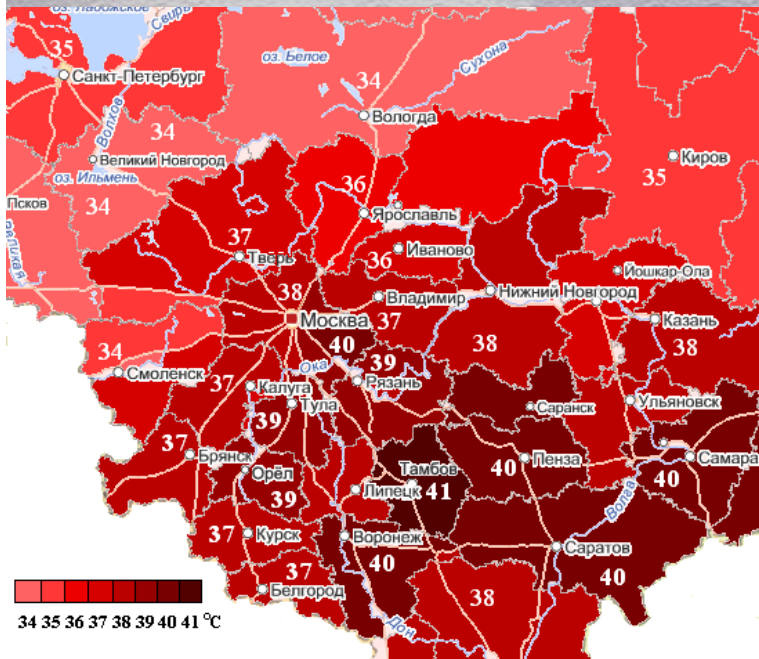 оз. Ладожское
Свирь
35
Санкт-Петербург
оз. Белое
34
Сухона
Вологда
Волхов
34
Великий Новгород
Киров
оз. Ильмень
35
34
36
Псков
Ярославль
Великая
37
Иваново
Тверь
36
Йошкар-Ола
38
Владимир
Нижний Новгород
37
Москва
Казань
40
38
38
34
Ока
39
Смоленск
37
Калуга
Рязань
Тула
Саранск
Ульяновск
39
37
Брянск
Тамбов
40
Пенза
Самара
Орёл
40
39
Липецк
41
Волга
37
Курск
Воронеж
Саратов
40
37
40
Белгород
38
Дон
34 35 36 37 38 39 40 41 °C